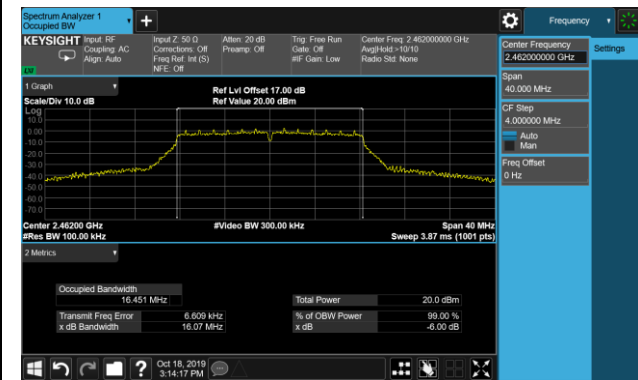 Spectrum Analyzer 1
Occupied BW
+
Frequency
KEYSIGHT
Input: RF
Coupling: AC
Align: Auto
Input Z: 50 Ω
Corrections: Off
Freq Ref: Int (S)
NFE: Off
Atten: 20 dB
Preamp: Off
Trig: Free Run
Gate: Off
#IF Gain: Low
Center Freq: 2.462000000 GHz
Avg|Hold:>10/10
Radio Std: None
Center Frequency
2.462000000 GHz
Settings
Span
40.000 MHz
CF Step
4.000000 MHz
Auto
Man
Freq Offset
0 Hz
1 Graph
Scale/Div 10.0 dB
Ref Lvl Offset 17.00 dB
Ref Value 20.00 dBm
Log
10.0
0.00
-10.0
-20.0
-30.0
-40.0
-50.0
-60.0
-70.0
Center 2.46200 GHz
#Video BW 300.00 kHz
Span 40 MHz
#Res BW 100.00 kHz
Sweep 3.87 ms (1001 pts)
2 Metrics
Occupied Bandwidth
16.451 MHz
Total Power 20.0 dBm
Transmit Freq Error 6.609 kHz
% of OBW Power 99.00 %
x dB Bandwidth 16.07 MHz
x dB -6.00 dB
?
Oct 18, 2019
3:14:17 PM